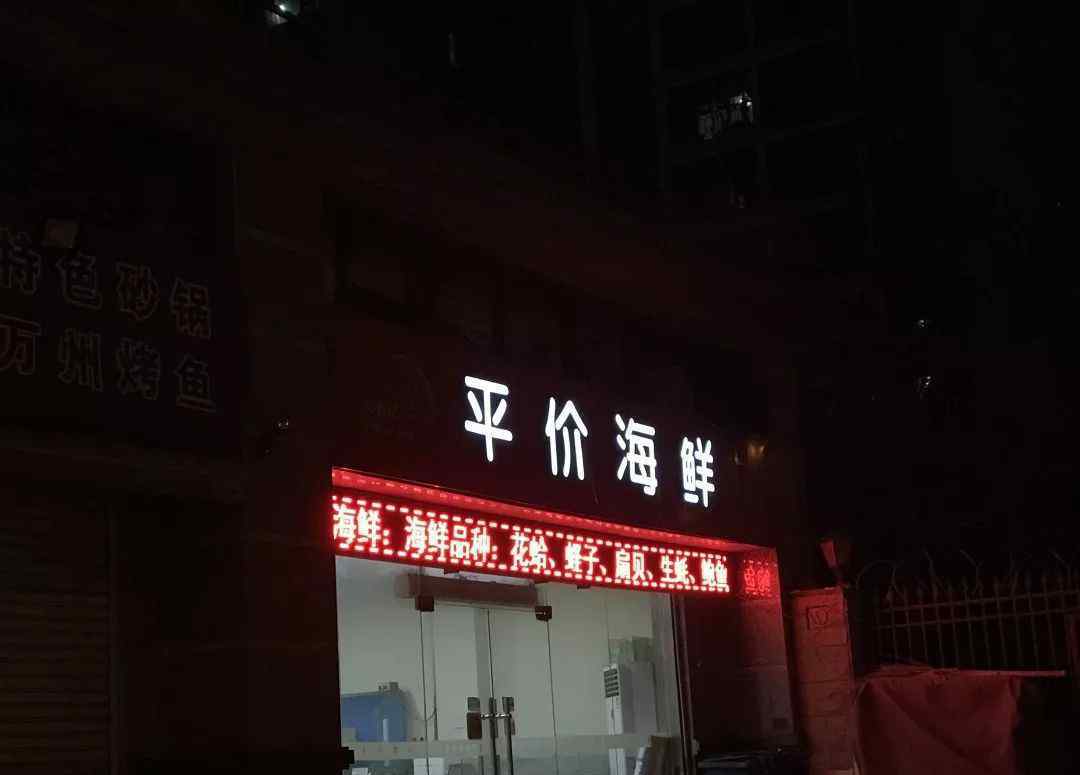 特色砂锅
万州烤鱼
平价海鲜
海鲜：海鲜品种：花蛤、蛏子、扇贝、生蚝、鲍鱼